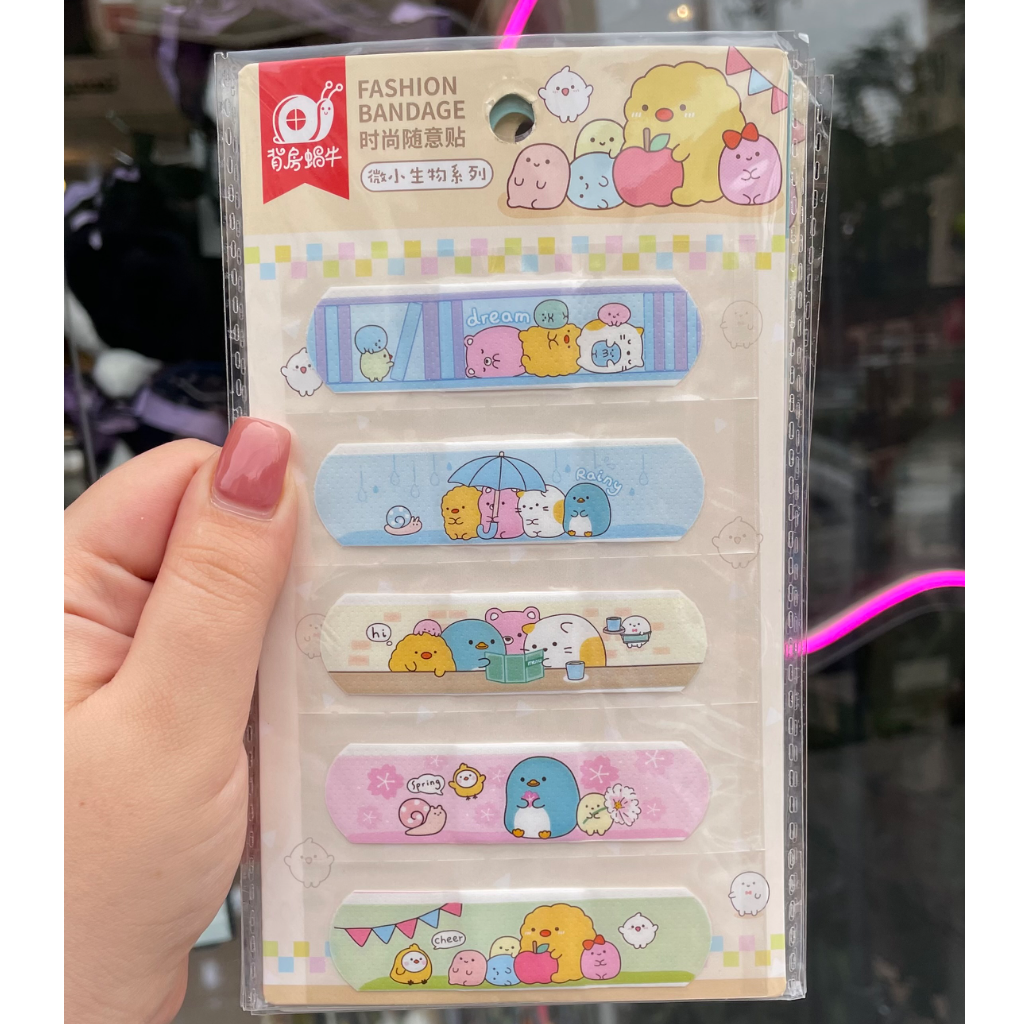 背房蝸牛
FASHION
BANDAGE
时尚随意贴
微小生物系列
dream
Rainy
hi
Spring
cheer